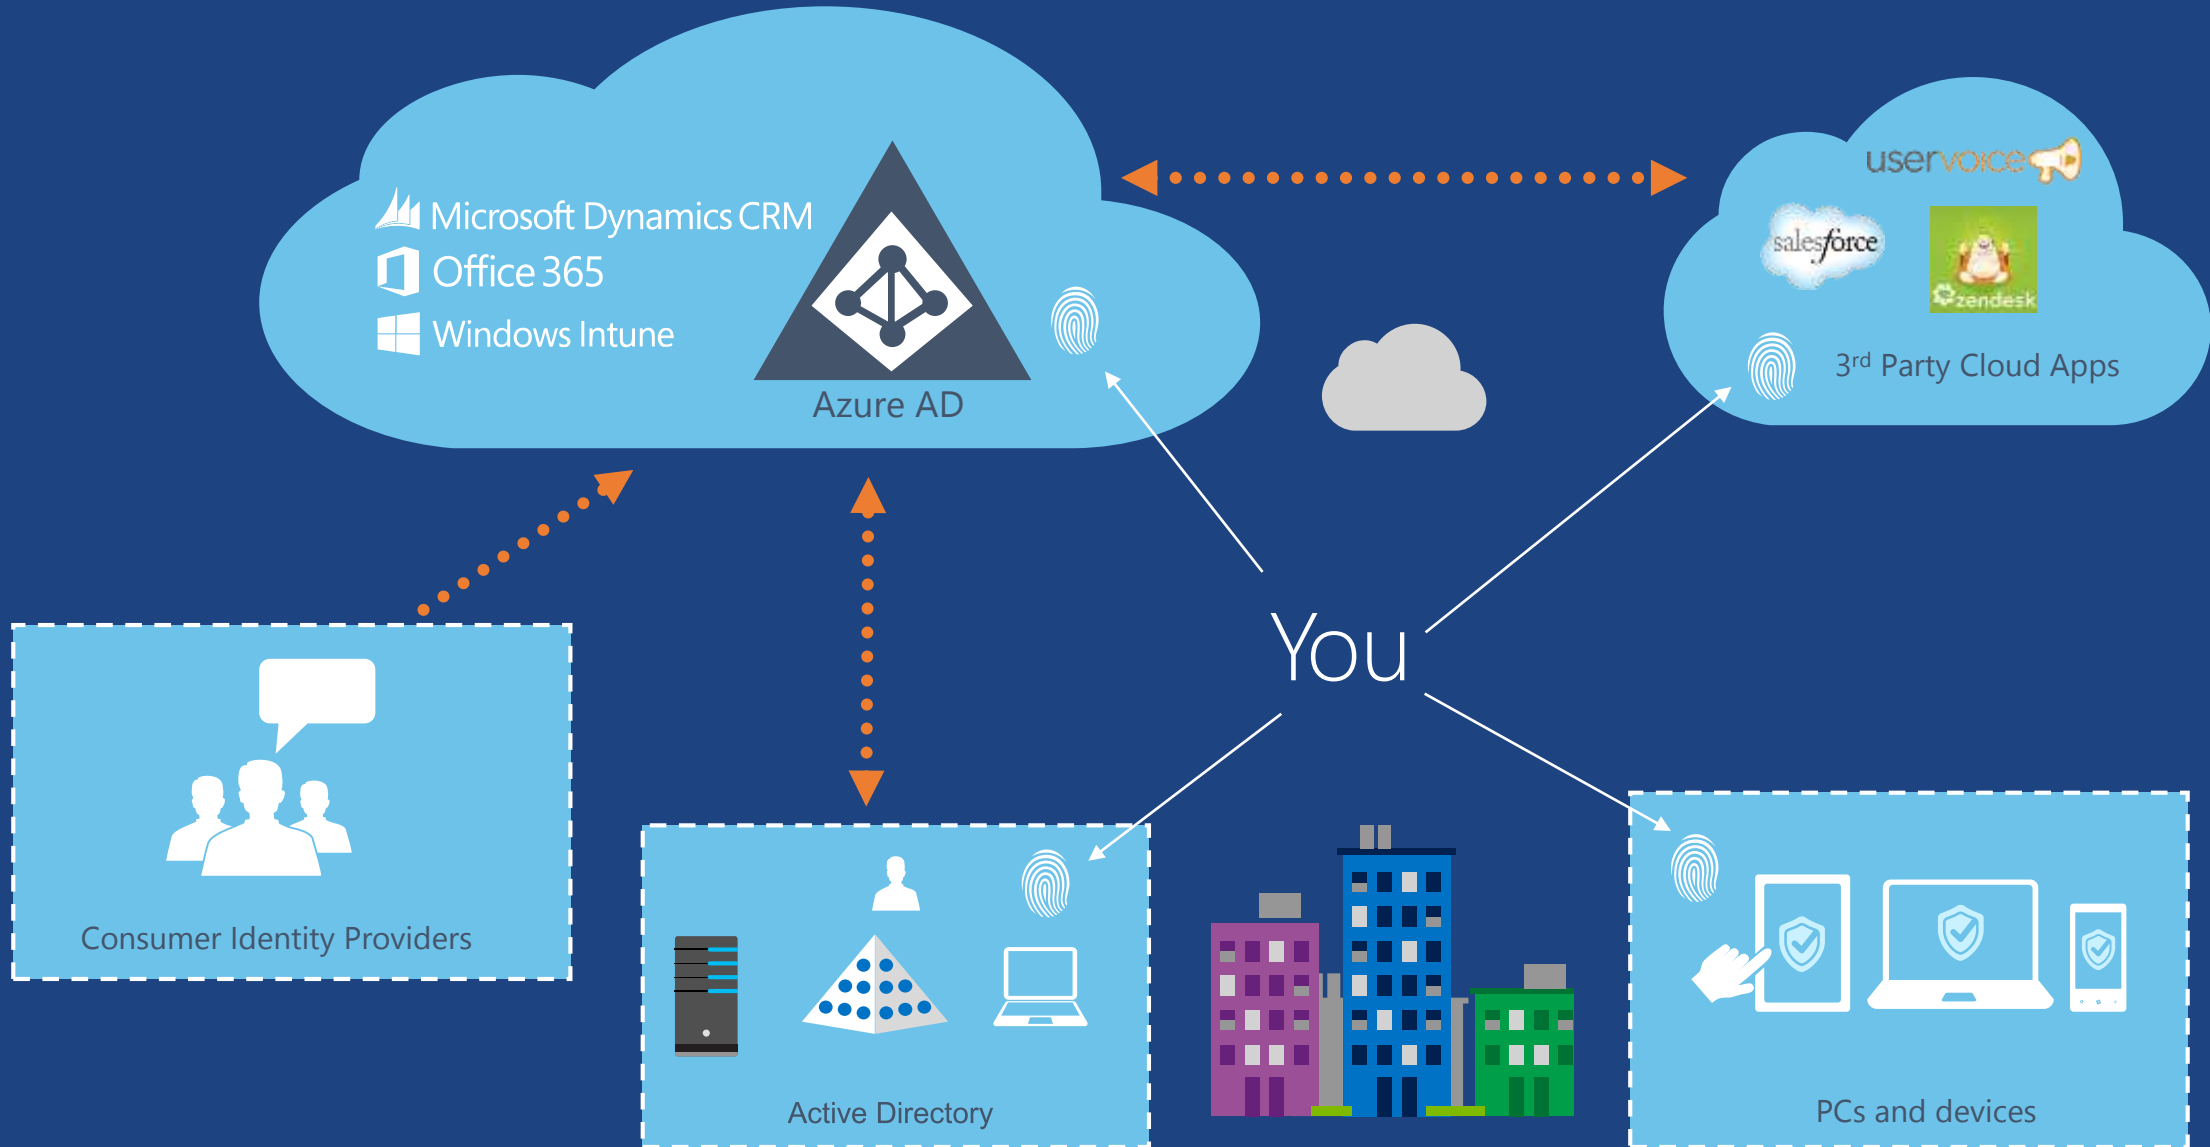 Microsoft Dynamics CRM
Office 365
Windows Intune
Azure AD
uservoice
salesforce
zendesk
3rd Party Cloud Apps
You
Consumer Identity Providers
Active Directory
PCs and devices